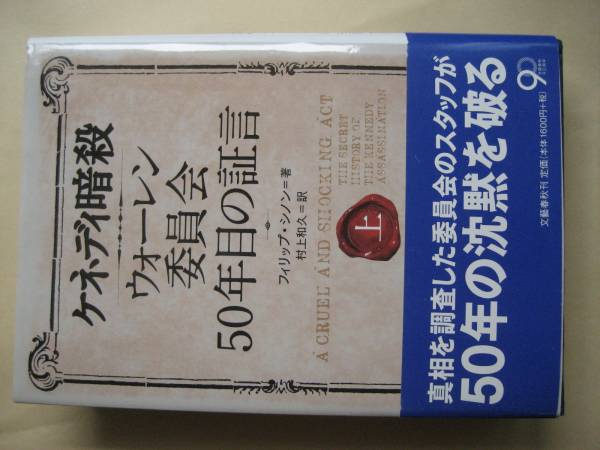 ケネディ暗殺
ウォーレン
委員会
50年目の証言
上
フィリップ・シノン=著
村上和久=訳
A CRUEL AND SHOCKING ACT
THE SECRET
HISTORY OF
THE KENNEDY
ASSASSINATION
真相を調査した委員会のスタッフが
50年の沈黙を破る
文藝春秋刊 定価(本体1600円+税)
90